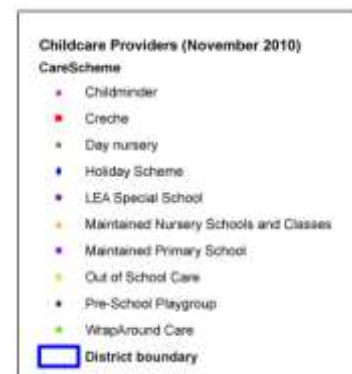 Childcare Providers (November 2010)
CareScheme
Childminder
Creche
Day nursery
Holiday Scheme
LEA Special School
Maintained Nursery Schools and Classes
Maintained Primary School
Out of School Care
Pre-School Playgroup
WrapAround Care
District boundary